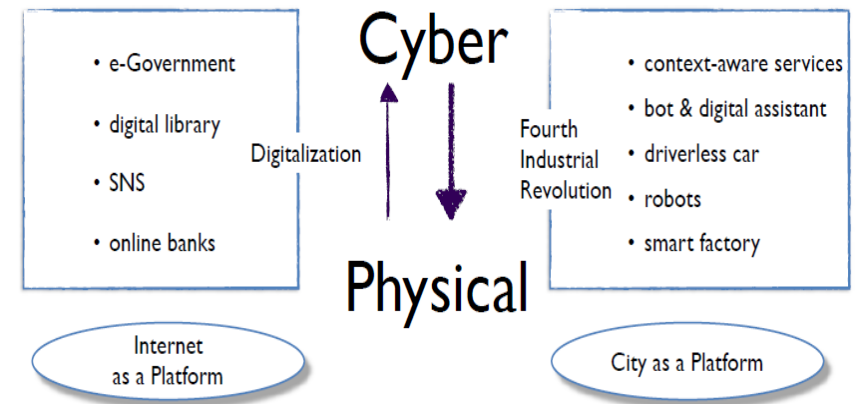 Cyber
• e-Government
• digital library
• SNS
• online banks
Digitalization
Fourth
Industrial
Revolution
• context-aware services
• bot & digital assistant
• driverless car
• robots
• smart factory
Physical
Internet
as a Platform
City as a Platform